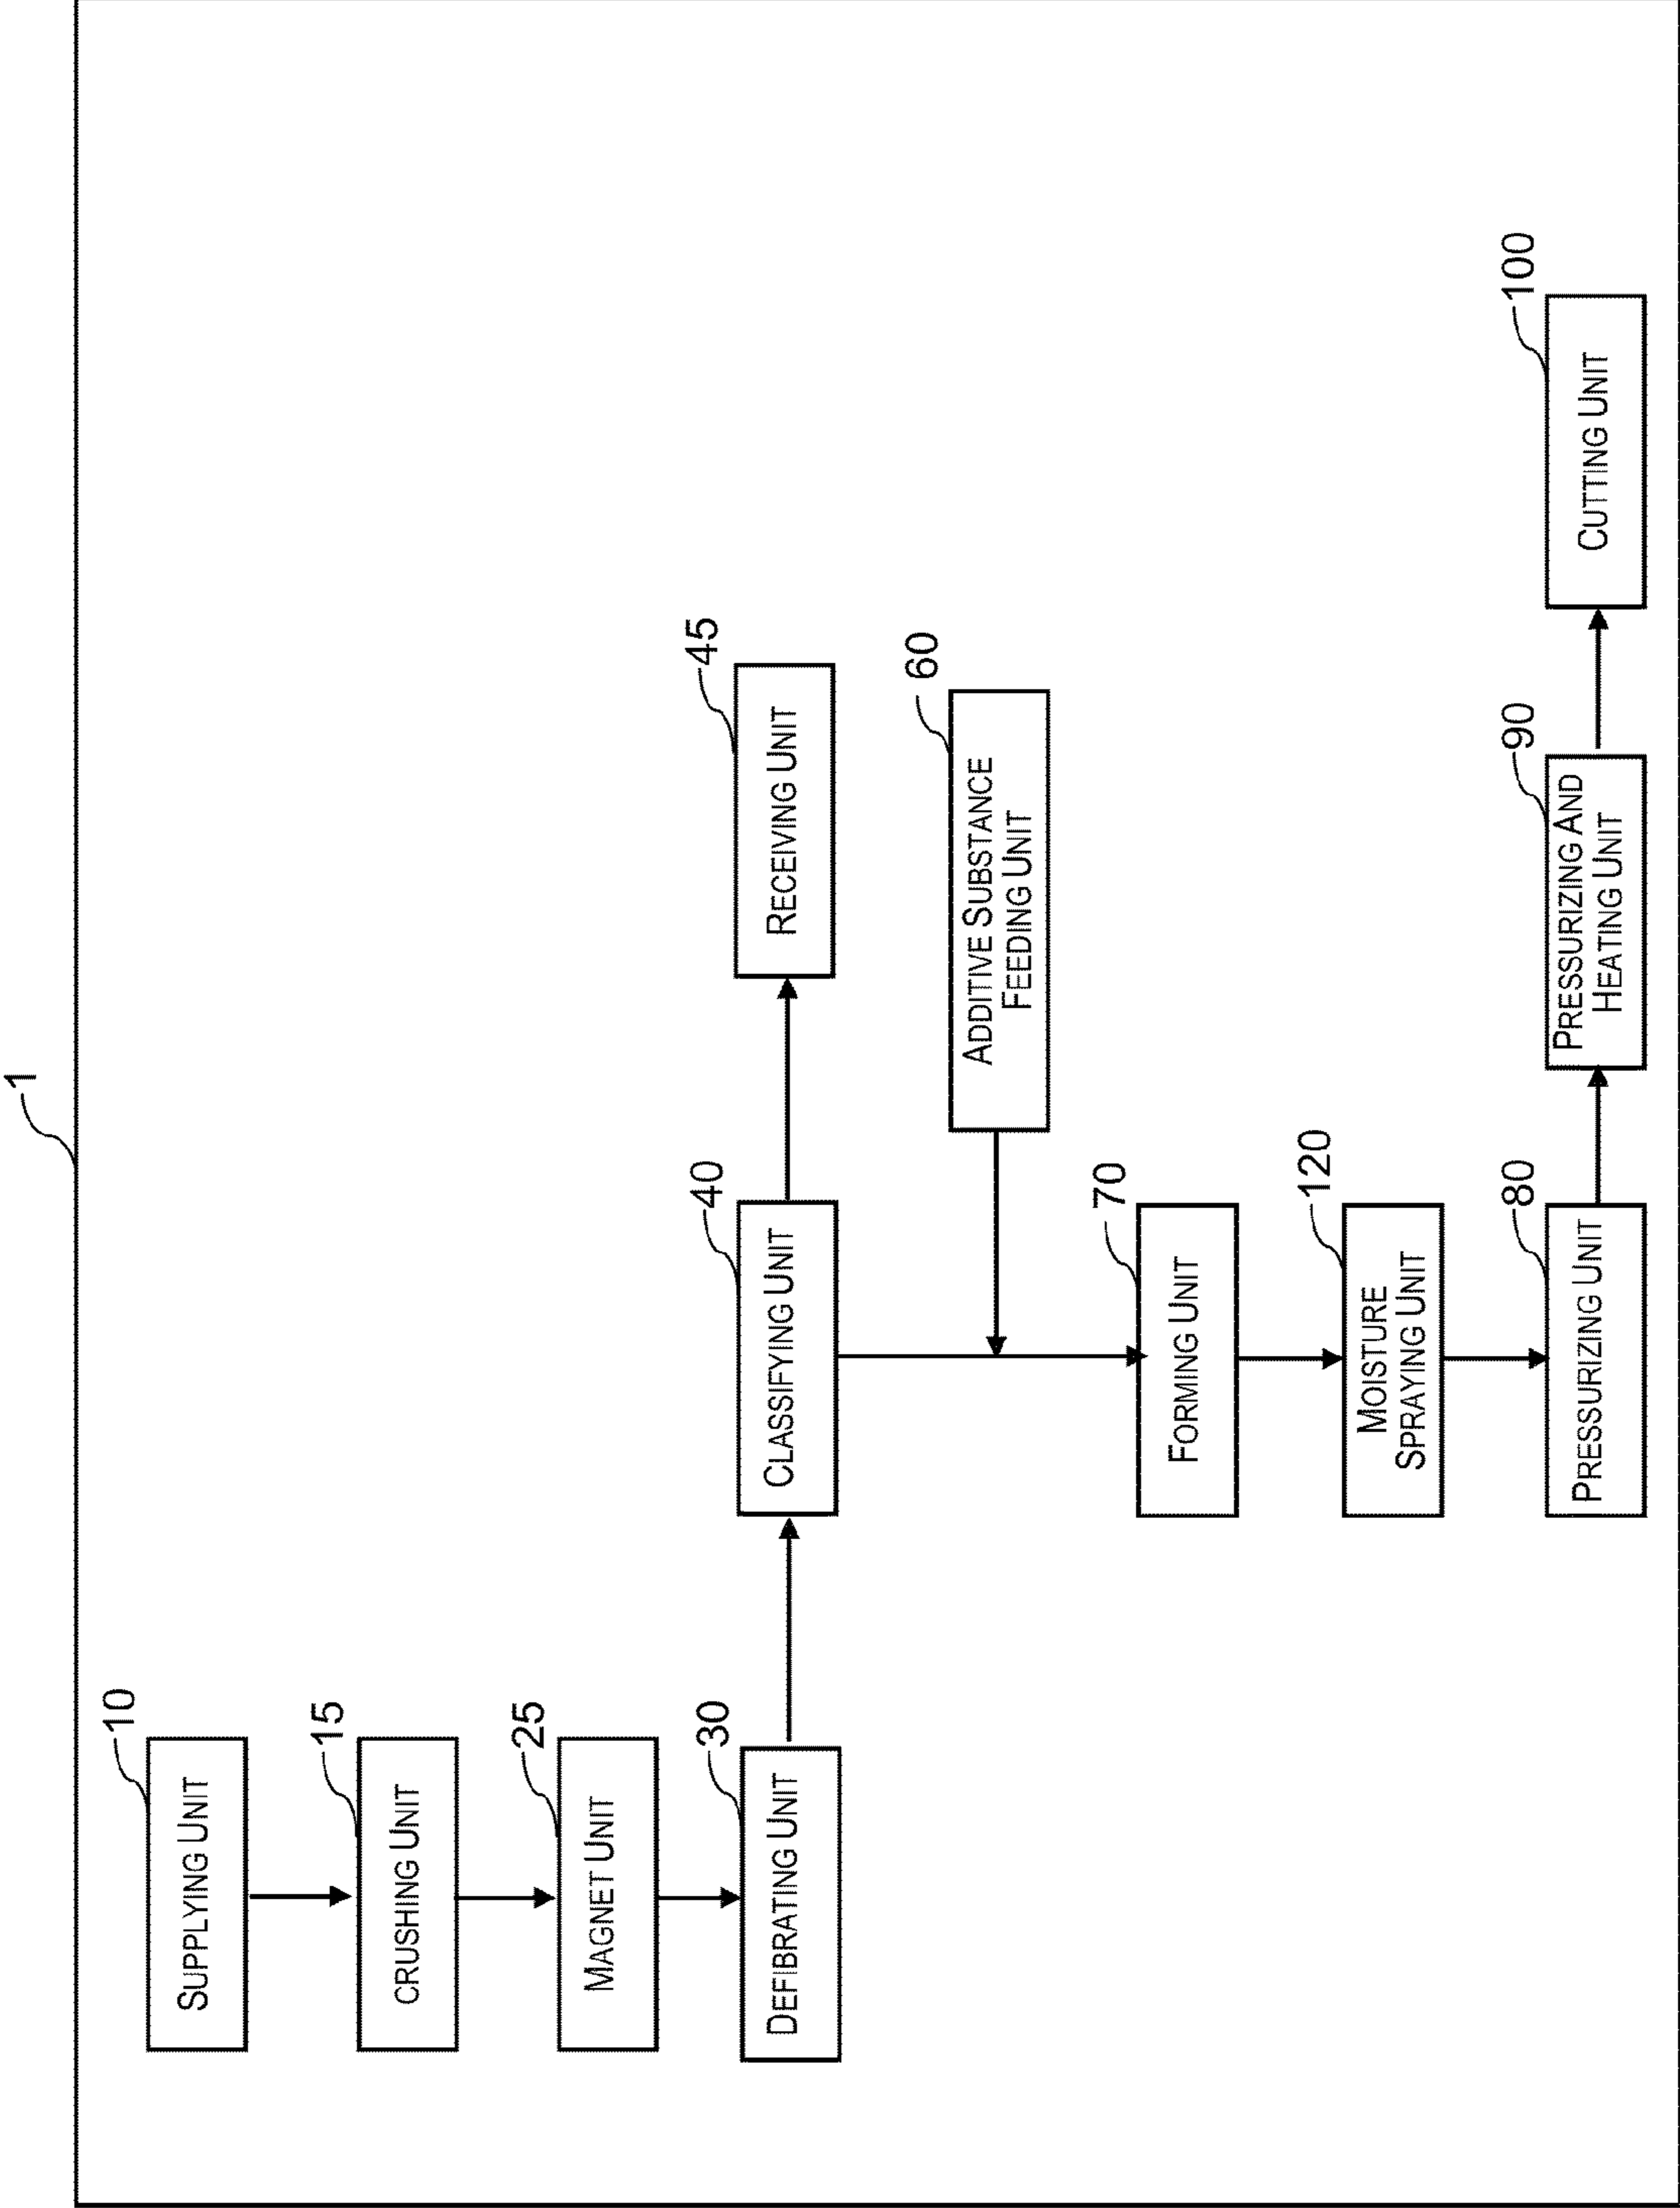 1
10
Supplying Unit
15
crushing Unit
25
Magnet Unit
30
Defibrating Unit
40
Classifying Unit
45
Receiving Unit
60
Additive Substance
Feeding Unit
70
Forming Unit
120
Moisture
Spraying Unit
80
Pressurizing Unit
90
Pressurizing And
Heating Unit
100
Cutting Unit